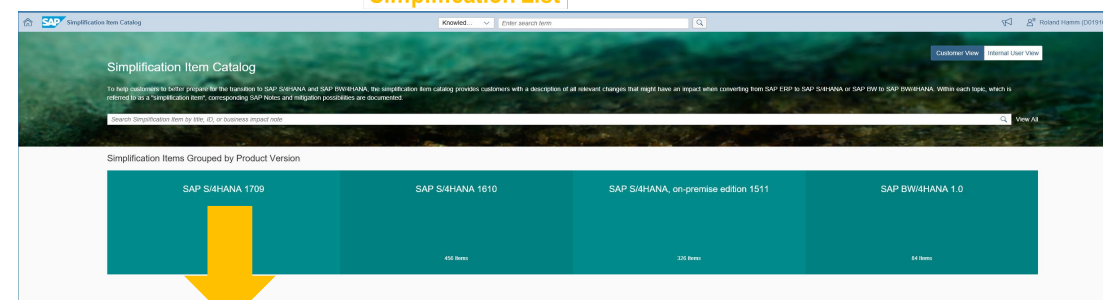 Simplification List
SAP Simplification Item Catalog
Knowled...
Enter search term
Roland Hamm (D0191
Customer View
Internal User View
Simplification Item Catalog
To help customers to better prepare for the transition to SAP S/4HANA and SAP BW/4HANA, the simplification item catalog provides customers with a description of all relevant changes that might have an impact when converting from SAP ERP to SAP S/4HANA or SAP BW to SAP BW/4HANA. Within each topic, which is
referred to as a "simplification item", corresponding SAP Notes and mitigation possibilities are documented.
Search Simplification Item by title, ID, or business impact note
View All
Simplification Items Grouped by Product Version
SAP S/4HANA 1709
SAP S/4HANA 1610
SAP S/4HANA, on-premise edition 1511
SAP BW/4HANA 1.0
456 Items
326 Items
84 Items